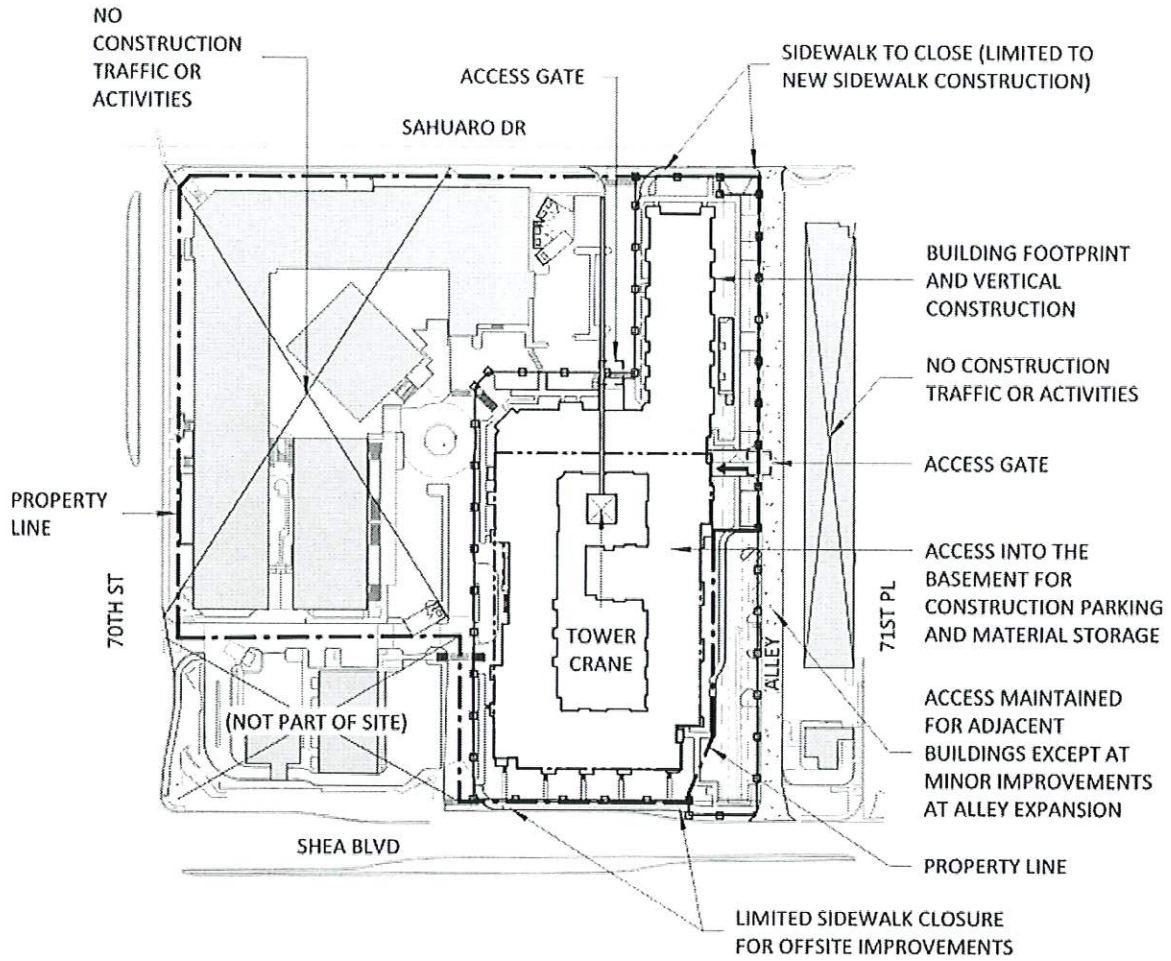 NO
CONSTRUCTION
TRAFFIC OR
ACTIVITIES
ACCESS GATE
SIDEWALK TO CLOSE (LIMITED TO
NEW SIDEWALK CONSTRUCTION)
SAHUARO DR
BUILDING FOOTPRINT
AND VERTICAL
CONSTRUCTION
NO CONSTRUCTION
TRAFFIC OR ACTIVITIES
ACCESS GATE
PROPERTY
LINE
ACCESS INTO THE
BASEMENT FOR
CONSTRUCTION PARKING
AND MATERIAL STORAGE
70TH ST
TOWER
CRANE
ALLEY
71ST PL
(NOT PART OF SITE)
ACCESS MAINTAINED
FOR ADJACENT
BUILDINGS EXCEPT AT
MINOR IMPROVEMENTS
AT ALLEY EXPANSION
SHEA BLVD
PROPERTY LINE
LIMITED SIDEWALK CLOSURE
FOR OFFSITE IMPROVEMENTS